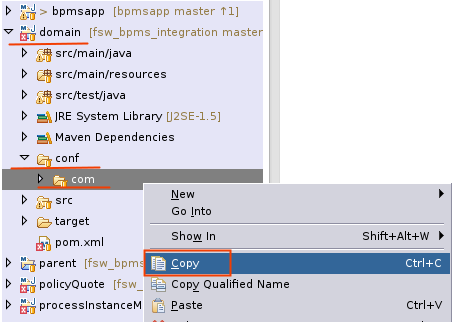 > bpmsapp [bpmsapp master ↑1]
domain [fsw_bpms_integration master
src/main/java
src/main/resources
src/test/java
JRE System Library [J2SE-1.5]
Maven Dependencies
conf
com
src
target
pom.xml
parent [fsw_bpms
policyQuote
processInstanceM
New
Go Into
Show In Shift+Alt+W
Copy Ctrl+C
Copy Qualified Name
Paste Ctrl+V